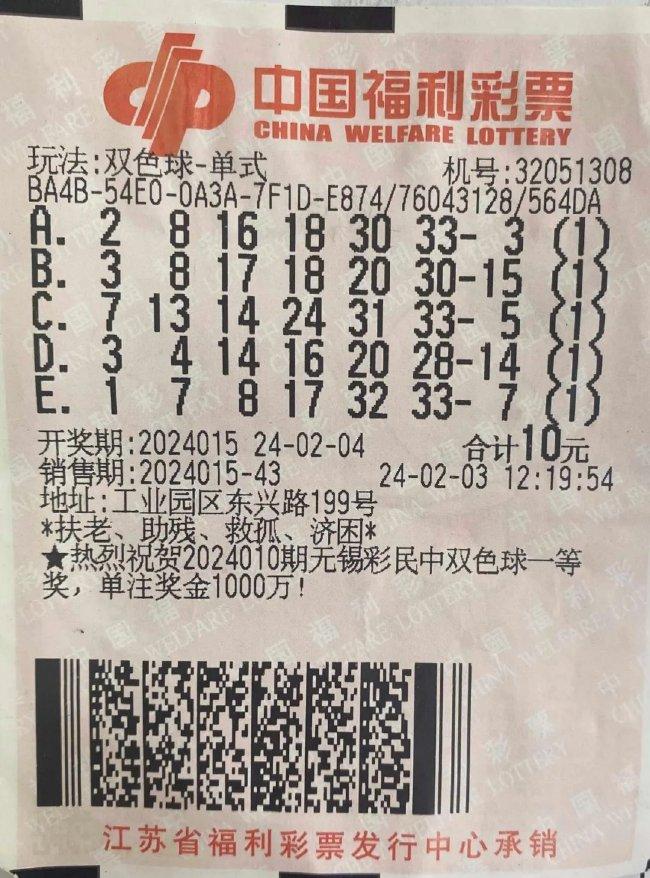 中国福利彩票
CHINA WELFARE LOTTERY
玩法:双色球-单式 机号:32051308
BA4B-54E0-0A3A-7F1D-E874/76043128/564DA
A. 2 8 16 18 30 33- 3 (1)
B. 3 8 17 18 20 30-15 (1)
C. 7 13 14 24 31 33- 5 (1)
D. 3 4 14 16 20 28-14 (1)
E. 1 7 8 17 32 33- 7 (1)
开奖期:2024015 24-02-04 合计10元
销售期:2024015-43 24-02-03 12:19:54
地址:工业园区东兴路199号
*扶老、助残、救孤、济困*
★热烈祝贺2024010期无锡彩民中双色球一等
奖，单注奖金1000万！
江苏省福利彩票发行中心承销